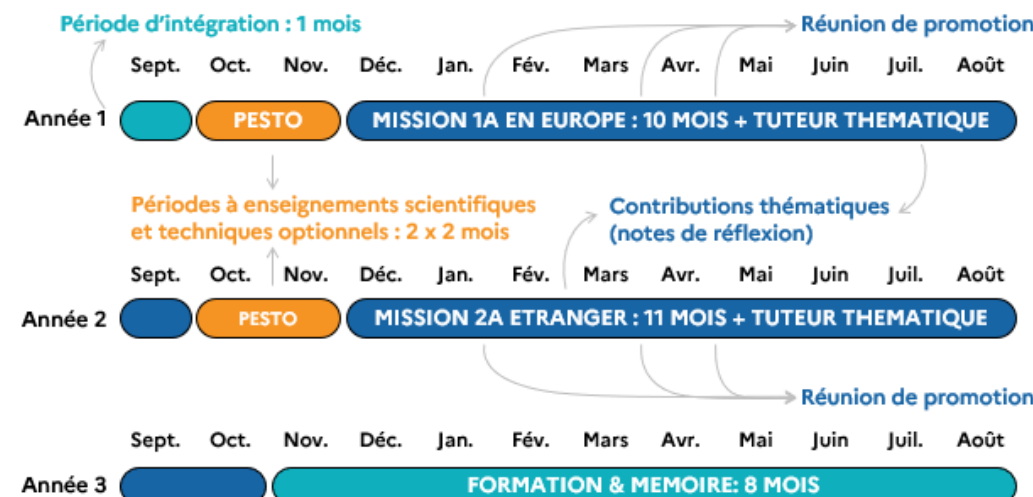 Période d'intégration : 1 mois
Réunion de promotion
Sept. Oct. Nov. Déc. Jan. Fév. Mars Avr. Mai Juin Juil. Août
Année 1 PESTO MISSION 1A EN EUROPE : 10 MOIS + TUTEUR THEMATIQUE
Périodes à enseignements scientifiques
et techniques optionnels : 2 x 2 mois
Contributions thématiques
(notes de réflexion)
Sept. Oct. Nov. Déc. Jan. Fév. Mars Avr. Mai Juin Juil. Août
Année 2 PESTO MISSION 2A ETRANGER : 11 MOIS + TUTEUR THEMATIQUE
Réunion de promotion
Sept. Oct. Nov. Déc. Jan. Fév. Mars Avr. Mai Juin Juil. Août
Année 3 FORMATION & MEMOIRE: 8 MOIS